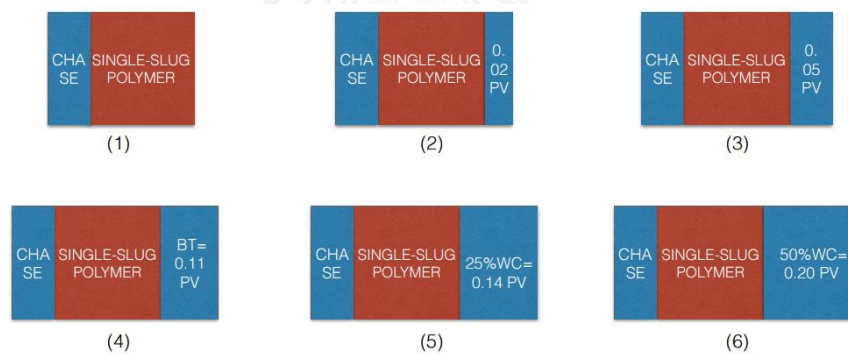 CHA
SE
SINGLE-SLUG
POLYMER
(1)
CHA
SE
SINGLE-SLUG
POLYMER
0.
02
PV
(2)
CHA
SE
SINGLE-SLUG
POLYMER
0.
05
PV
(3)
CHA
SE
SINGLE-SLUG
POLYMER
BT=
0.11
PV
(4)
CHA
SE
SINGLE-SLUG
POLYMER
25%WC=
0.14 PV
(5)
CHA
SE
SINGLE-SLUG
POLYMER
50%WC=
0.20 PV
(6)